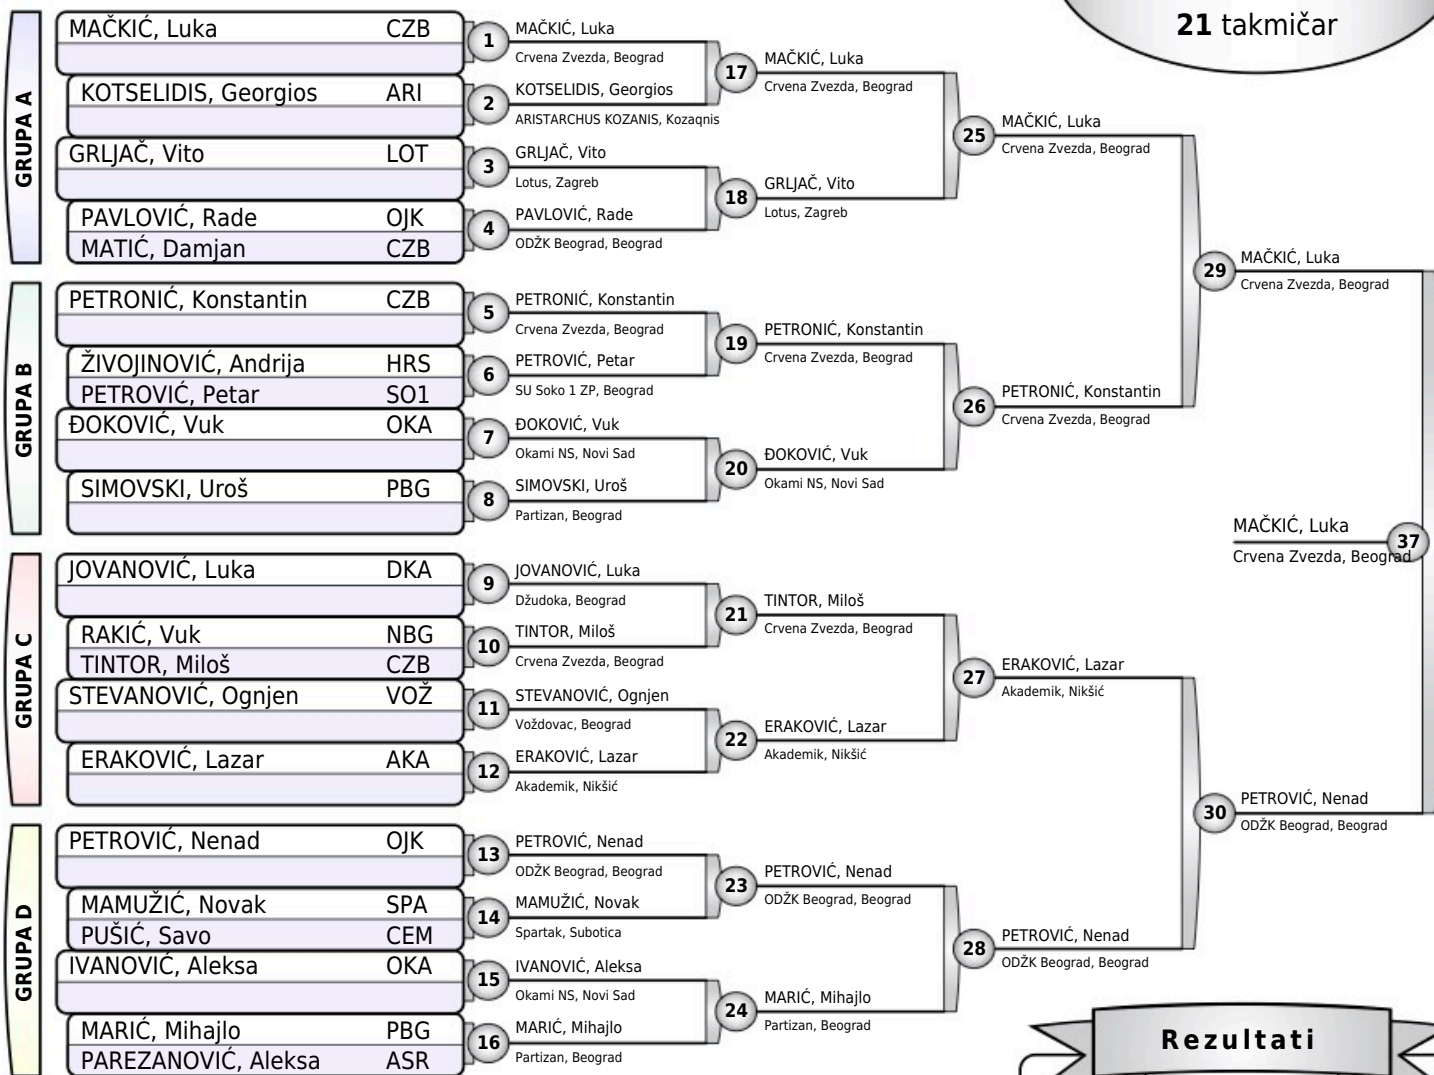 21 takmičar
GRUPA A
MAČKIĆ, Luka CZB
KOTSELIDIS, Georgios ARI
GRLJAČ, Vito LOT
PAVLOVIĆ, Rade OJK
MATIĆ, Damjan CZB
GRUPA B
PETRONIĆ, Konstantin CZB
ŽIVOJINOVIĆ, Andrija HRS
PETROVIĆ, Petar SO1
ĐOKOVIĆ, Vuk OKA
SIMOVSKI, Uroš PBG
GRUPA C
JOVANOVIĆ, Luka DKA
RAKIĆ, Vuk NBG
TINTOR, Miloš CZB
STEVANOVIĆ, Ognjen VOŽ
ERAKOVIĆ, Lazar AKA
GRUPA D
PETROVIĆ, Nenad OJK
MAMUŽIĆ, Novak SPA
PUŠIĆ, Savo CEM
IVANOVIĆ, Aleksa OKA
MARIĆ, Mihajlo PBG
PAREZANOVIĆ, Aleksa ASR
1 MAČKIĆ, Luka
Crvena Zvezda, Beograd
2 KOTSELIDIS, Georgios
ARISTARCHUS KOZANIS, Kozaqnis
3 GRLJAČ, Vito
Lotus, Zagreb
4 PAVLOVIĆ, Rade
ODŽK Beograd, Beograd
5 PETRONIĆ, Konstantin
Crvena Zvezda, Beograd
6 PETROVIĆ, Petar
SU Soko 1 ZP, Beograd
7 ĐOKOVIĆ, Vuk
Okami NS, Novi Sad
8 SIMOVSKI, Uroš
Partizan, Beograd
9 JOVANOVIĆ, Luka
Džudoka, Beograd
10 TINTOR, Miloš
Crvena Zvezda, Beograd
11 STEVANOVIĆ, Ognjen
Voždovac, Beograd
12 ERAKOVIĆ, Lazar
Akademik, Nikšić
13 PETROVIĆ, Nenad
ODŽK Beograd, Beograd
14 MAMUŽIĆ, Novak
Spartak, Subotica
15 IVANOVIĆ, Aleksa
Okami NS, Novi Sad
16 MARIĆ, Mihajlo
Partizan, Beograd
17 MAČKIĆ, Luka
Crvena Zvezda, Beograd
18 GRLJAČ, Vito
Lotus, Zagreb
19 PETRONIĆ, Konstantin
Crvena Zvezda, Beograd
20 ĐOKOVIĆ, Vuk
Okami NS, Novi Sad
21 TINTOR, Miloš
Crvena Zvezda, Beograd
22 ERAKOVIĆ, Lazar
Akademik, Nikšić
23 PETROVIĆ, Nenad
ODŽK Beograd, Beograd
24 MARIĆ, Mihajlo
Partizan, Beograd
25 MAČKIĆ, Luka
Crvena Zvezda, Beograd
26 PETRONIĆ, Konstantin
Crvena Zvezda, Beograd
27 ERAKOVIĆ, Lazar
Akademik, Nikšić
28 PETROVIĆ, Nenad
ODŽK Beograd, Beograd
29 MAČKIĆ, Luka
Crvena Zvezda, Beograd
30 PETROVIĆ, Nenad
ODŽK Beograd, Beograd
MAČKIĆ, Luka 37
Crvena Zvezda, Beograd
Rezultati